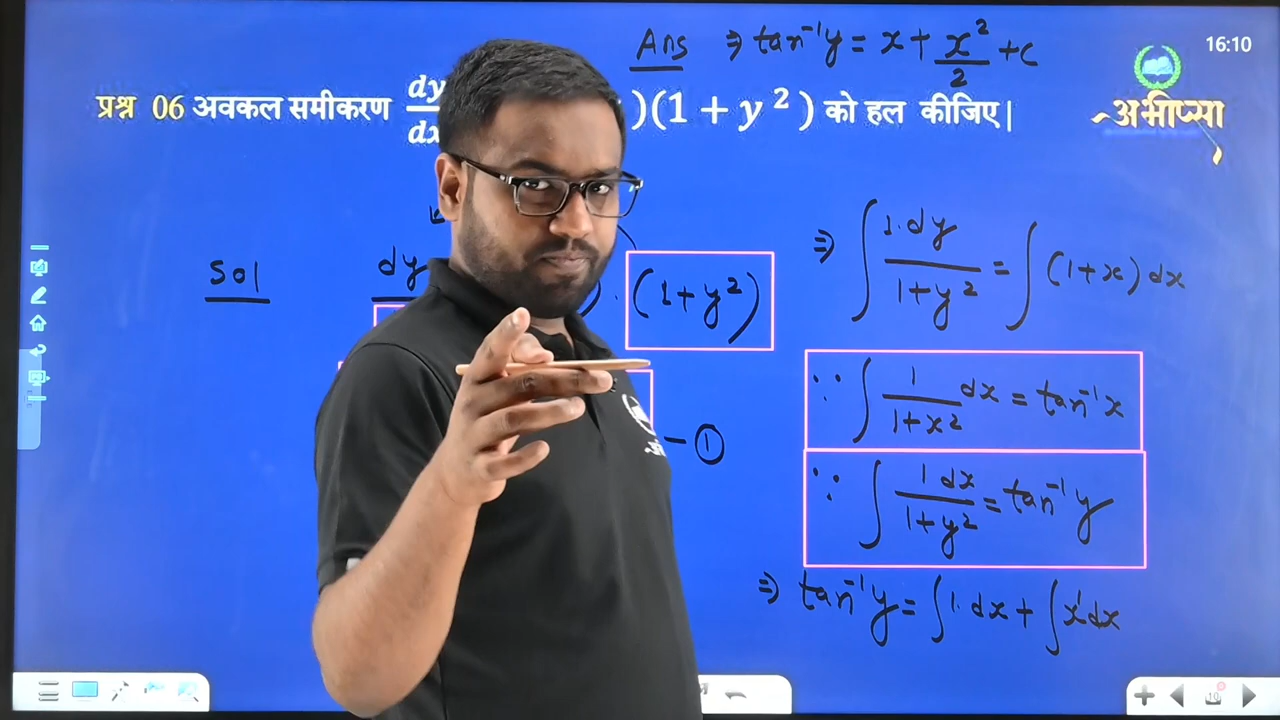 Ans ⇒ tan⁻¹y = x + x²/2 + c
16:10
प्रश्न 06 अवकल समीकरण dy/dx )(1 + y²) को हल कीजिए|
अभीप्सा
Sol dy . (1+y²)
⇒ ∫ 1.dy/1+y² = ∫ (1+x) dx
∵ ∫ 1/1+x² dx = tan⁻¹x
— ①
∵ ∫ 1 dx/1+y² = tan⁻¹y
⇒ tan⁻¹y = ∫ 1. dx + ∫ x¹dx